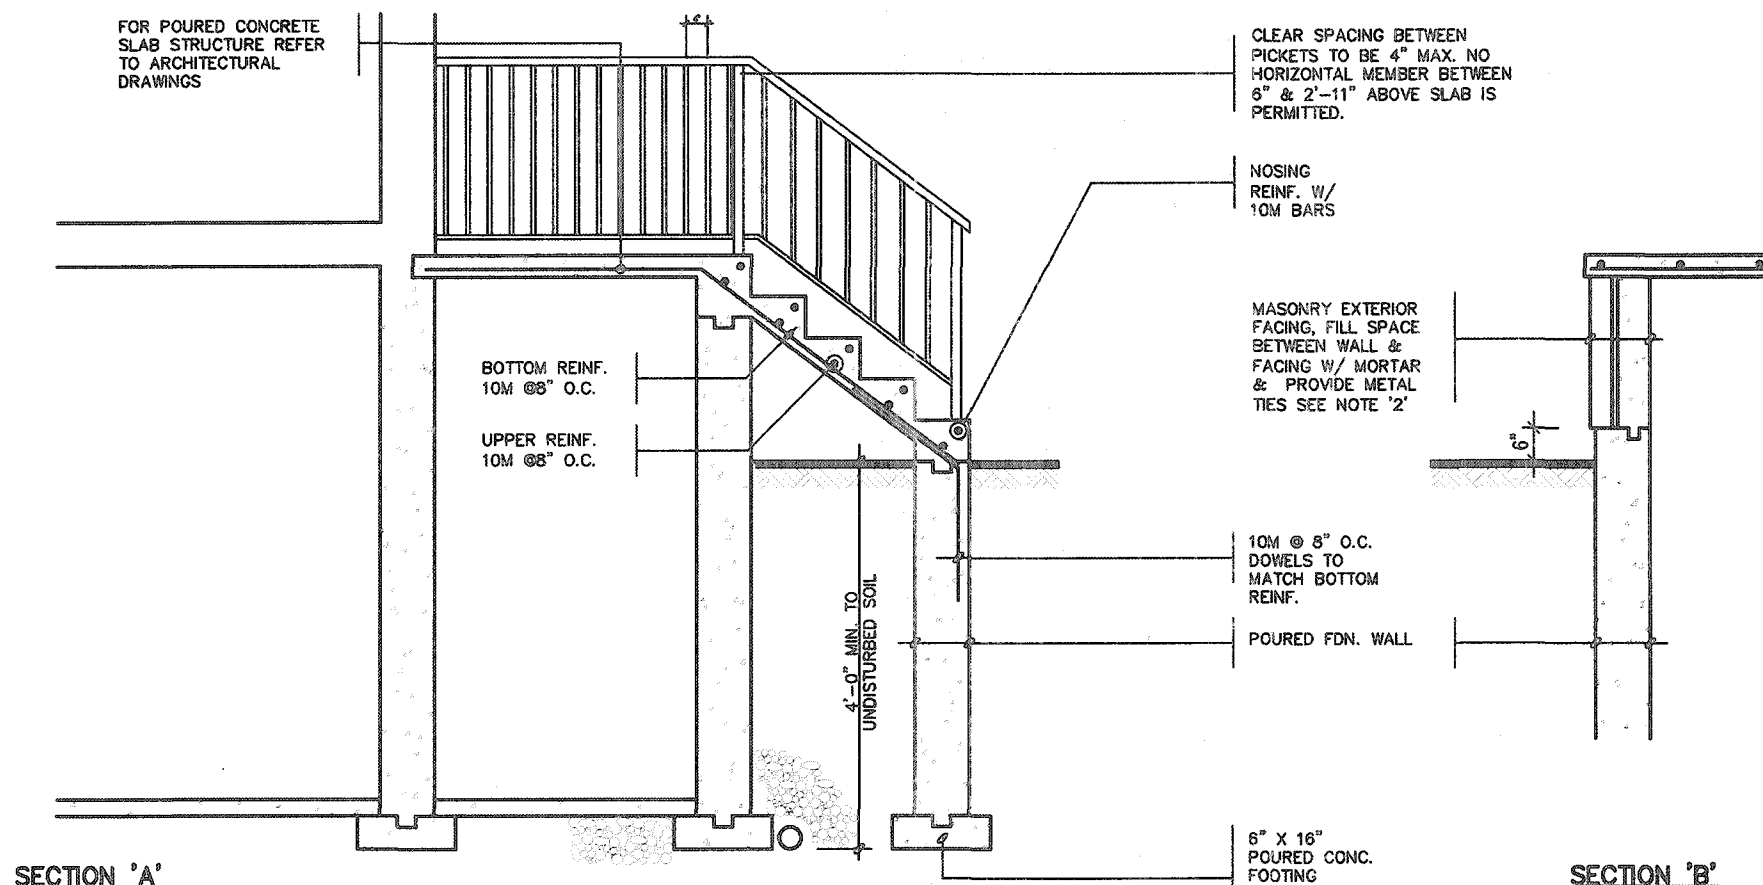 FOR POURED CONCRETE
SLAB STRUCTURE REFER
TO ARCHITECTURAL
DRAWINGS
CLEAR SPACING BETWEEN
PICKETS TO BE 4" MAX. NO
HORIZONTAL MEMBER BETWEEN
6" & 2'-11" ABOVE SLAB IS
PERMITTED.
NOSING
REINF. W/
10M BARS
MASONRY EXTERIOR
FACING, FILL SPACE
BETWEEN WALL &
FACING W/ MORTAR
& PROVIDE METAL
TIES SEE NOTE '2'
BOTTOM REINF.
10M @8" O.C.
UPPER REINF.
10M @8" O.C.
6"
10M @ 8" O.C.
DOWELS TO
MATCH BOTTOM
REINF.
4'-0" MIN. TO
UNDISTURBED SOIL
POURED FDN. WALL
6" X 16"
POURED CONC.
FOOTING
SECTION 'A'
SECTION 'B'